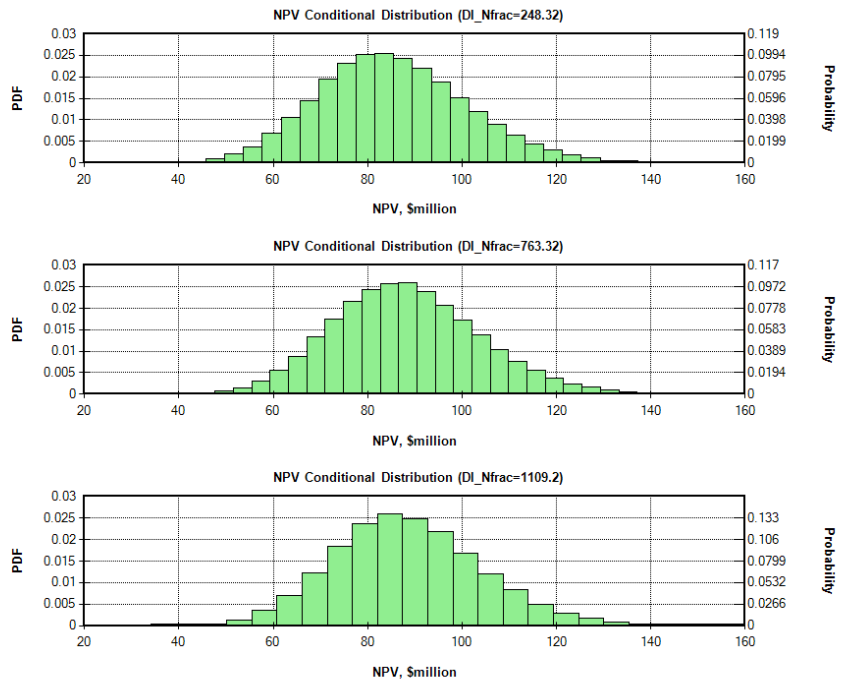 NPV Conditional Distribution (DI_Nfrac=248.32)
0.03 0.119
0.025 0.0994
0.02 0.0795
0.015 0.0596
0.01 0.0398
0.005 0.0199
0 0
PDF
Probability
20 40 60 80 100 120 140 160
NPV, $million
NPV Conditional Distribution (DI_Nfrac=763.32)
0.03 0.117
0.025 0.0972
0.02 0.0778
0.015 0.0583
0.01 0.0389
0.005 0.0194
0 0
PDF
Probability
20 40 60 80 100 120 140 160
NPV, $million
NPV Conditional Distribution (DI_Nfrac=1109.2)
0.03
0.025 0.133
0.02 0.106
0.015 0.0799
0.01 0.0532
0.005 0.0266
0 0
PDF
Probability
20 40 60 80 100 120 140 160
NPV, $million